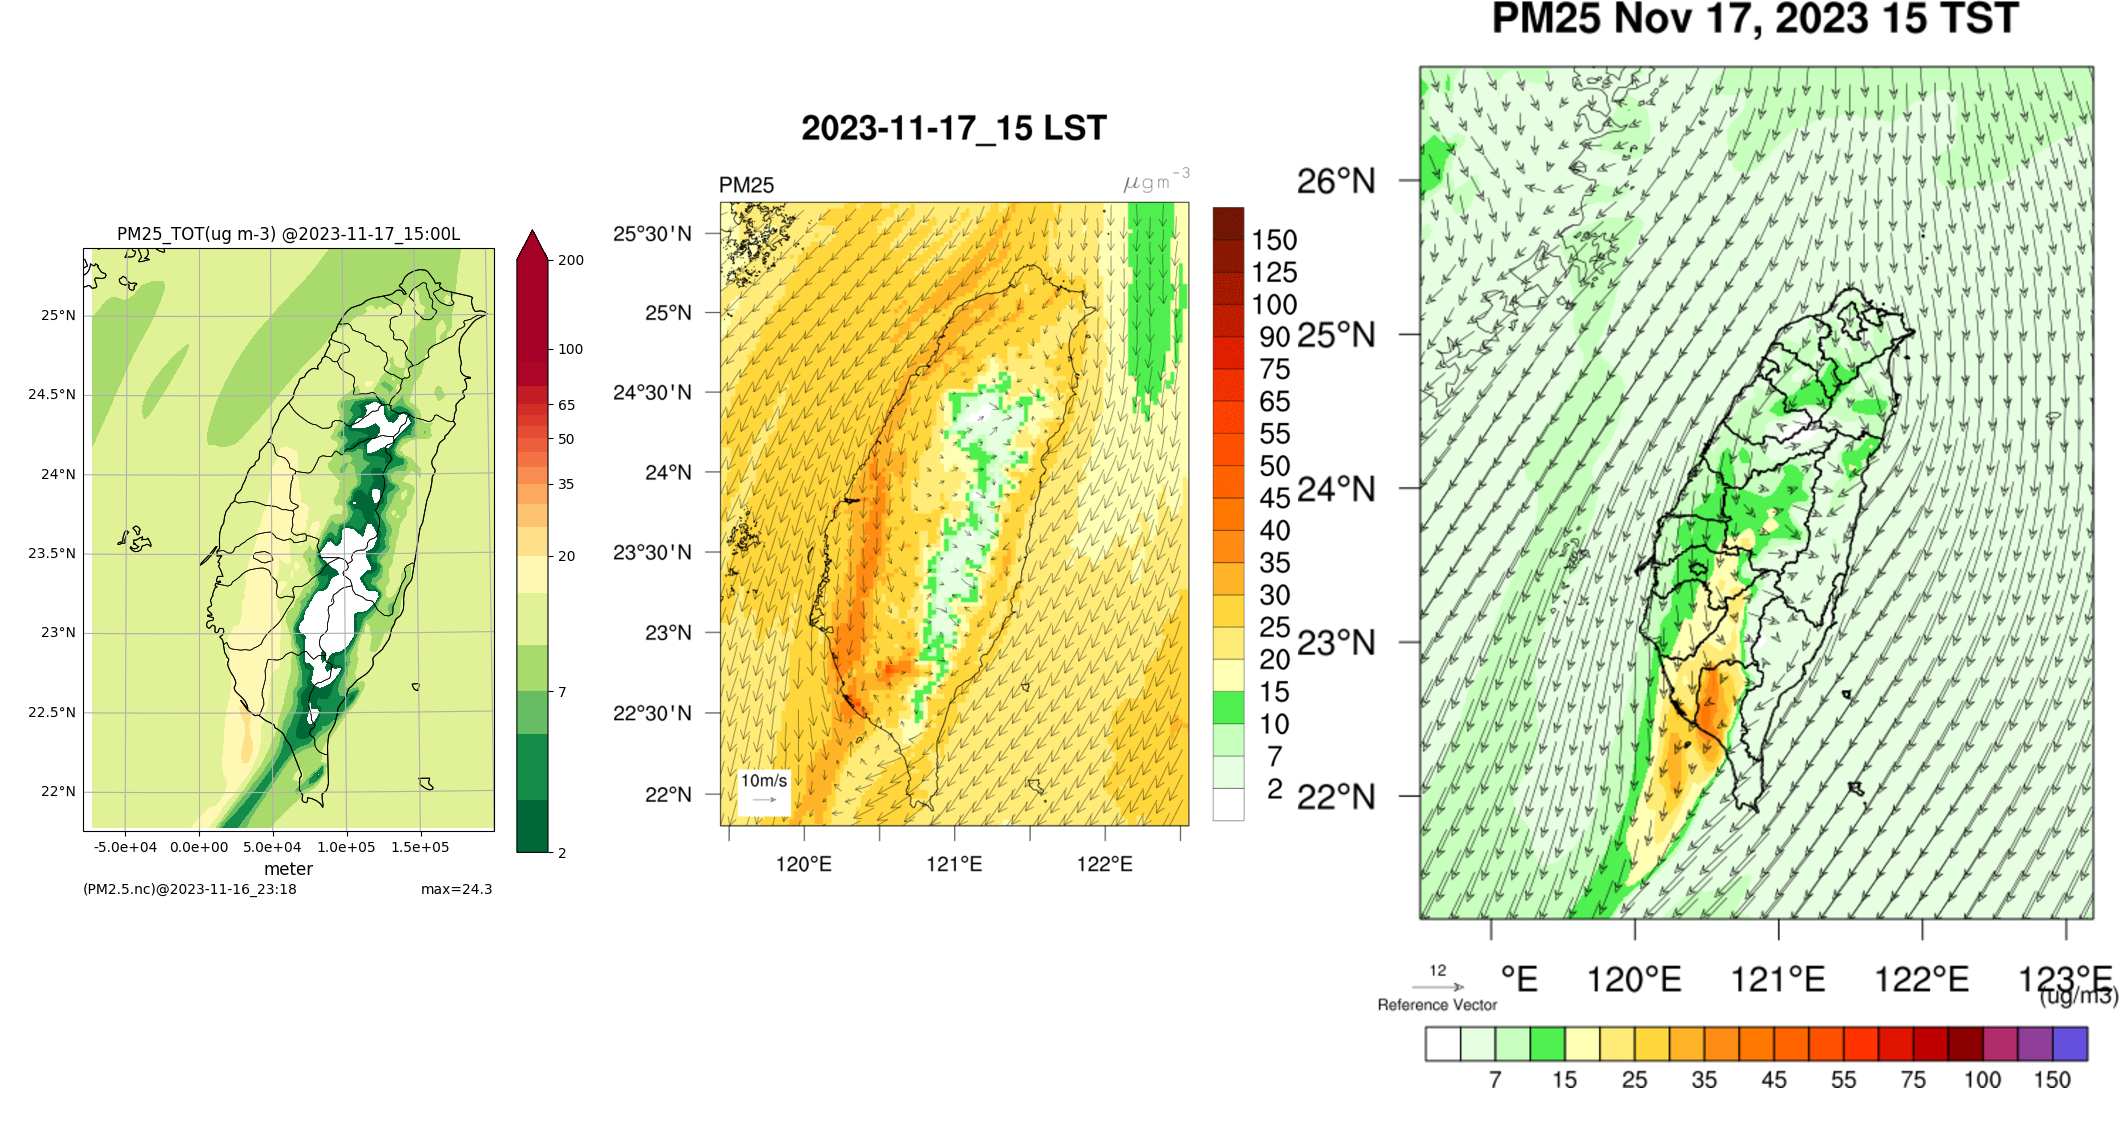 PM25_TOT(ug m-3) @2023-11-17_15:00L
25°N
24.5°N
24°N
23.5°N
23°N
22.5°N
22°N
-5.0e+04 0.0e+00 5.0e+04 1.0e+05 1.5e+05
meter
(PM2.5.nc)@2023-11-16_23:18 max=24.3
200
100
65
50
35
20
7
2
2023-11-17_15 LST
PM25 μgm⁻³
25°30'N
25°N
24°30'N
24°N
23°30'N
23°N
22°30'N
22°N
10m/s
120°E 121°E 122°E
150
125
100
90
75
65
55
50
45
40
35
30
25
20
15
10
7
2
PM25 Nov 17, 2023 15 TST
26°N
25°N
24°N
23°N
22°N
°E 120°E 121°E 122°E 123°E
12
Reference Vector
(ug/m3)
7 15 25 35 45 55 75 100 150